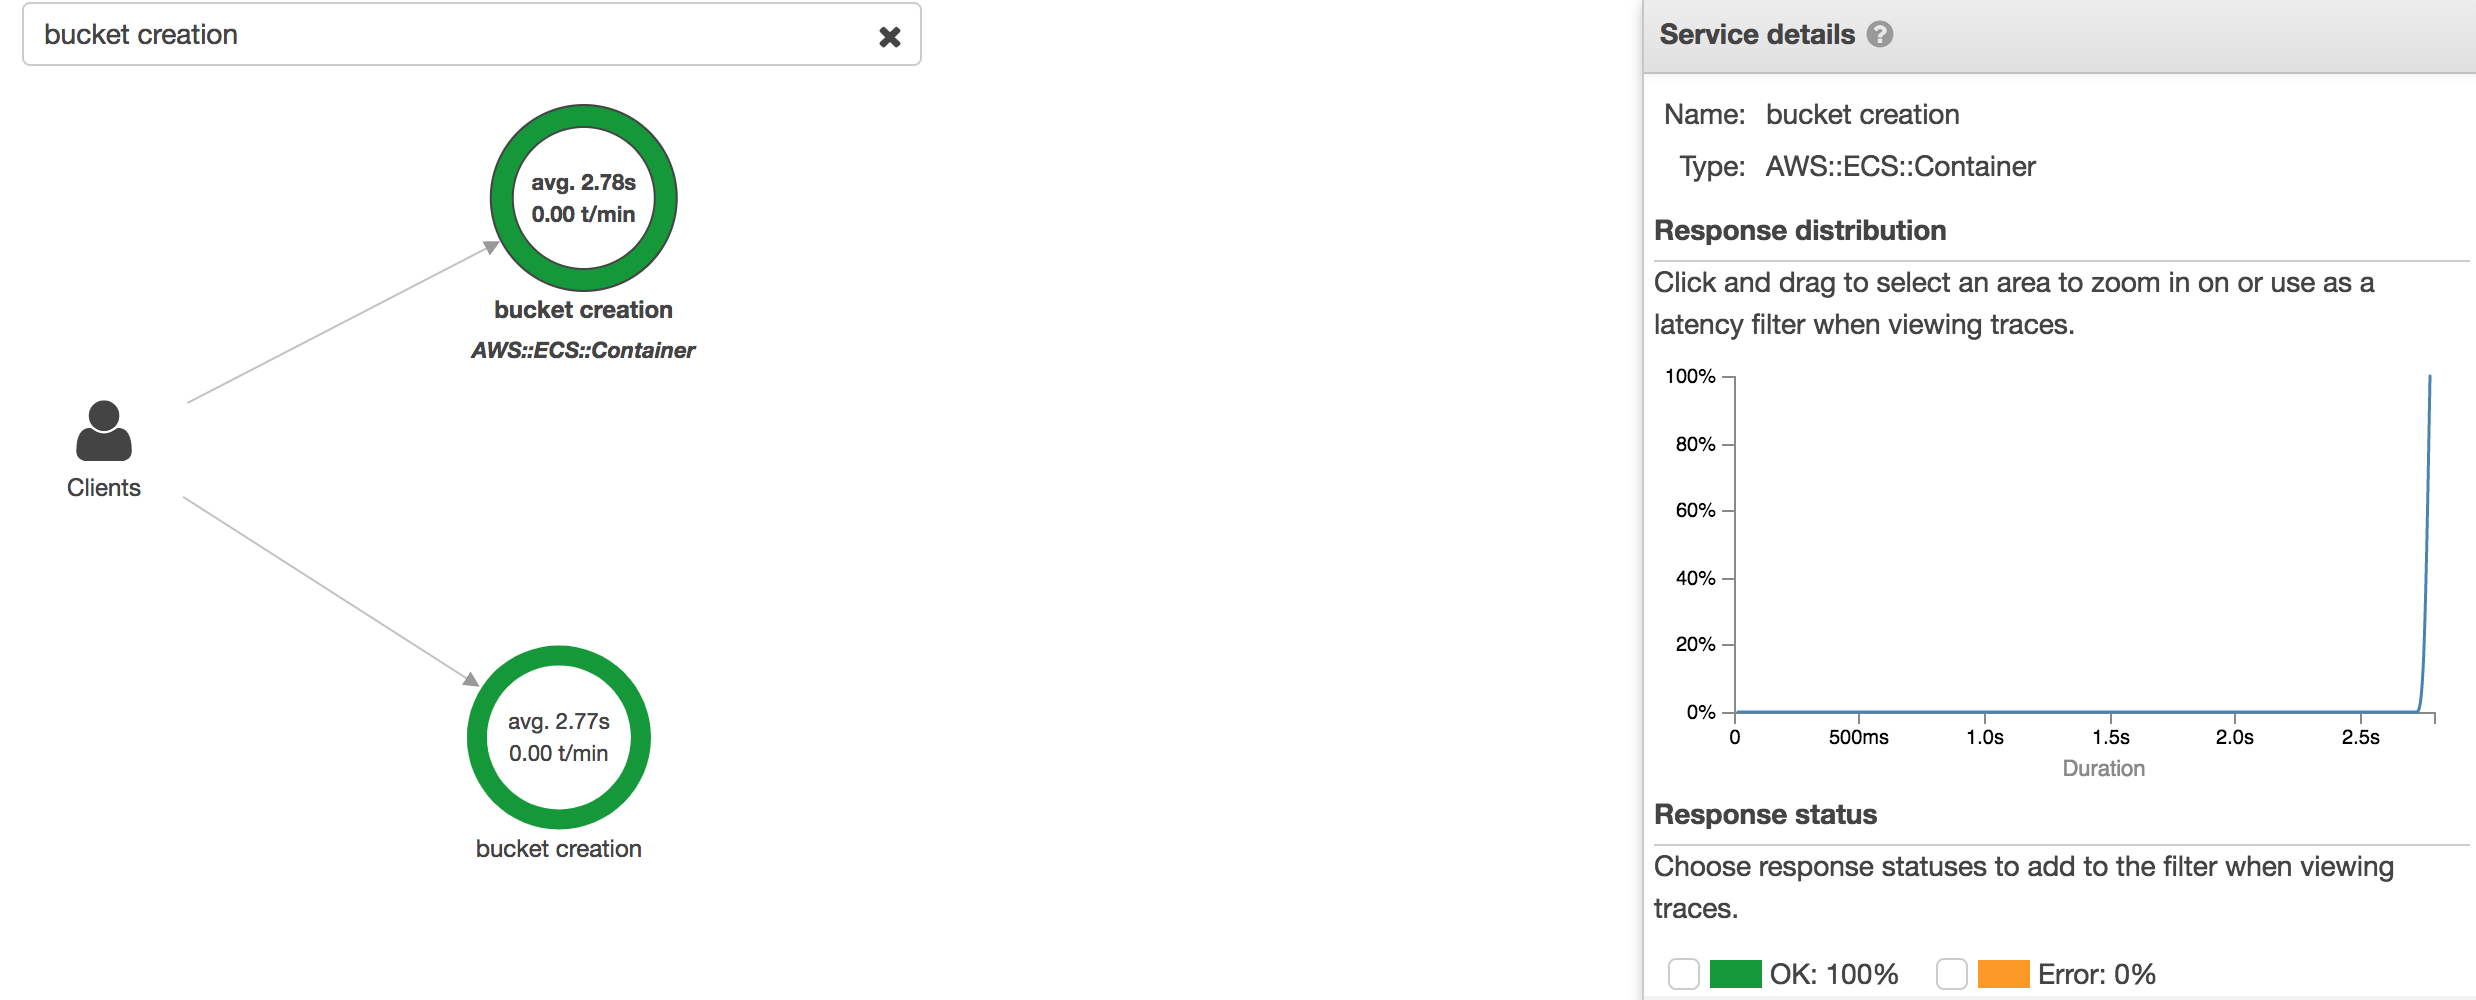 bucket creation
avg. 2.78s
0.00 t/min
bucket creation
AWS::ECS::Container
Clients
avg. 2.77s
0.00 t/min
bucket creation
Service details ?
Name: bucket creation
Type: AWS::ECS::Container
Response distribution
Click and drag to select an area to zoom in on or use as a
latency filter when viewing traces.
100%
80%
60%
40%
20%
0%
0 500ms 1.0s 1.5s 2.0s 2.5s
Duration
Response status
Choose response statuses to add to the filter when viewing
traces.
OK: 100% Error: 0%